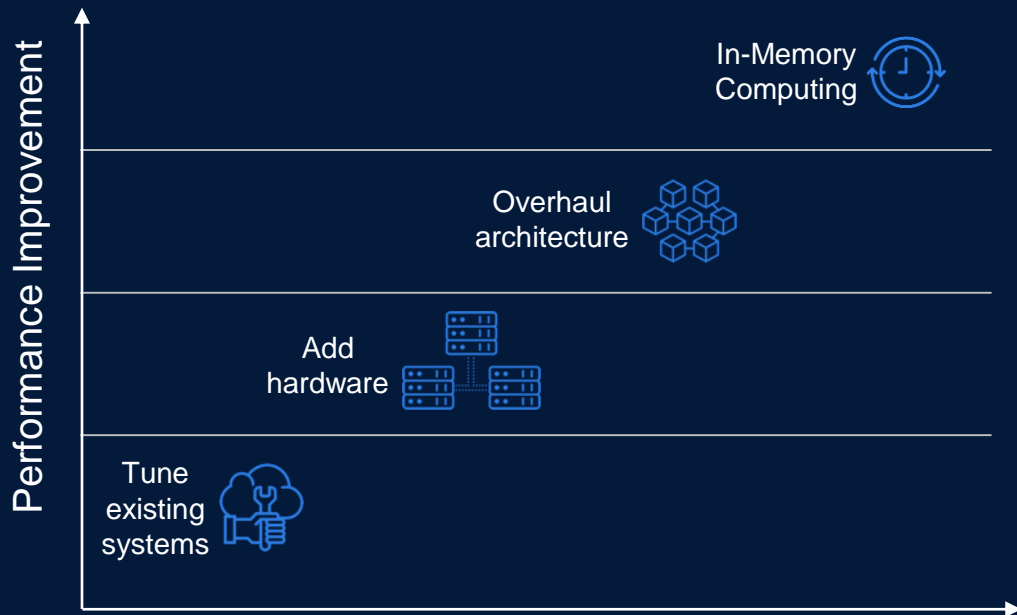 Performance Improvement
In-Memory
Computing
Overhaul
architecture
Add
hardware
Tune
existing
systems